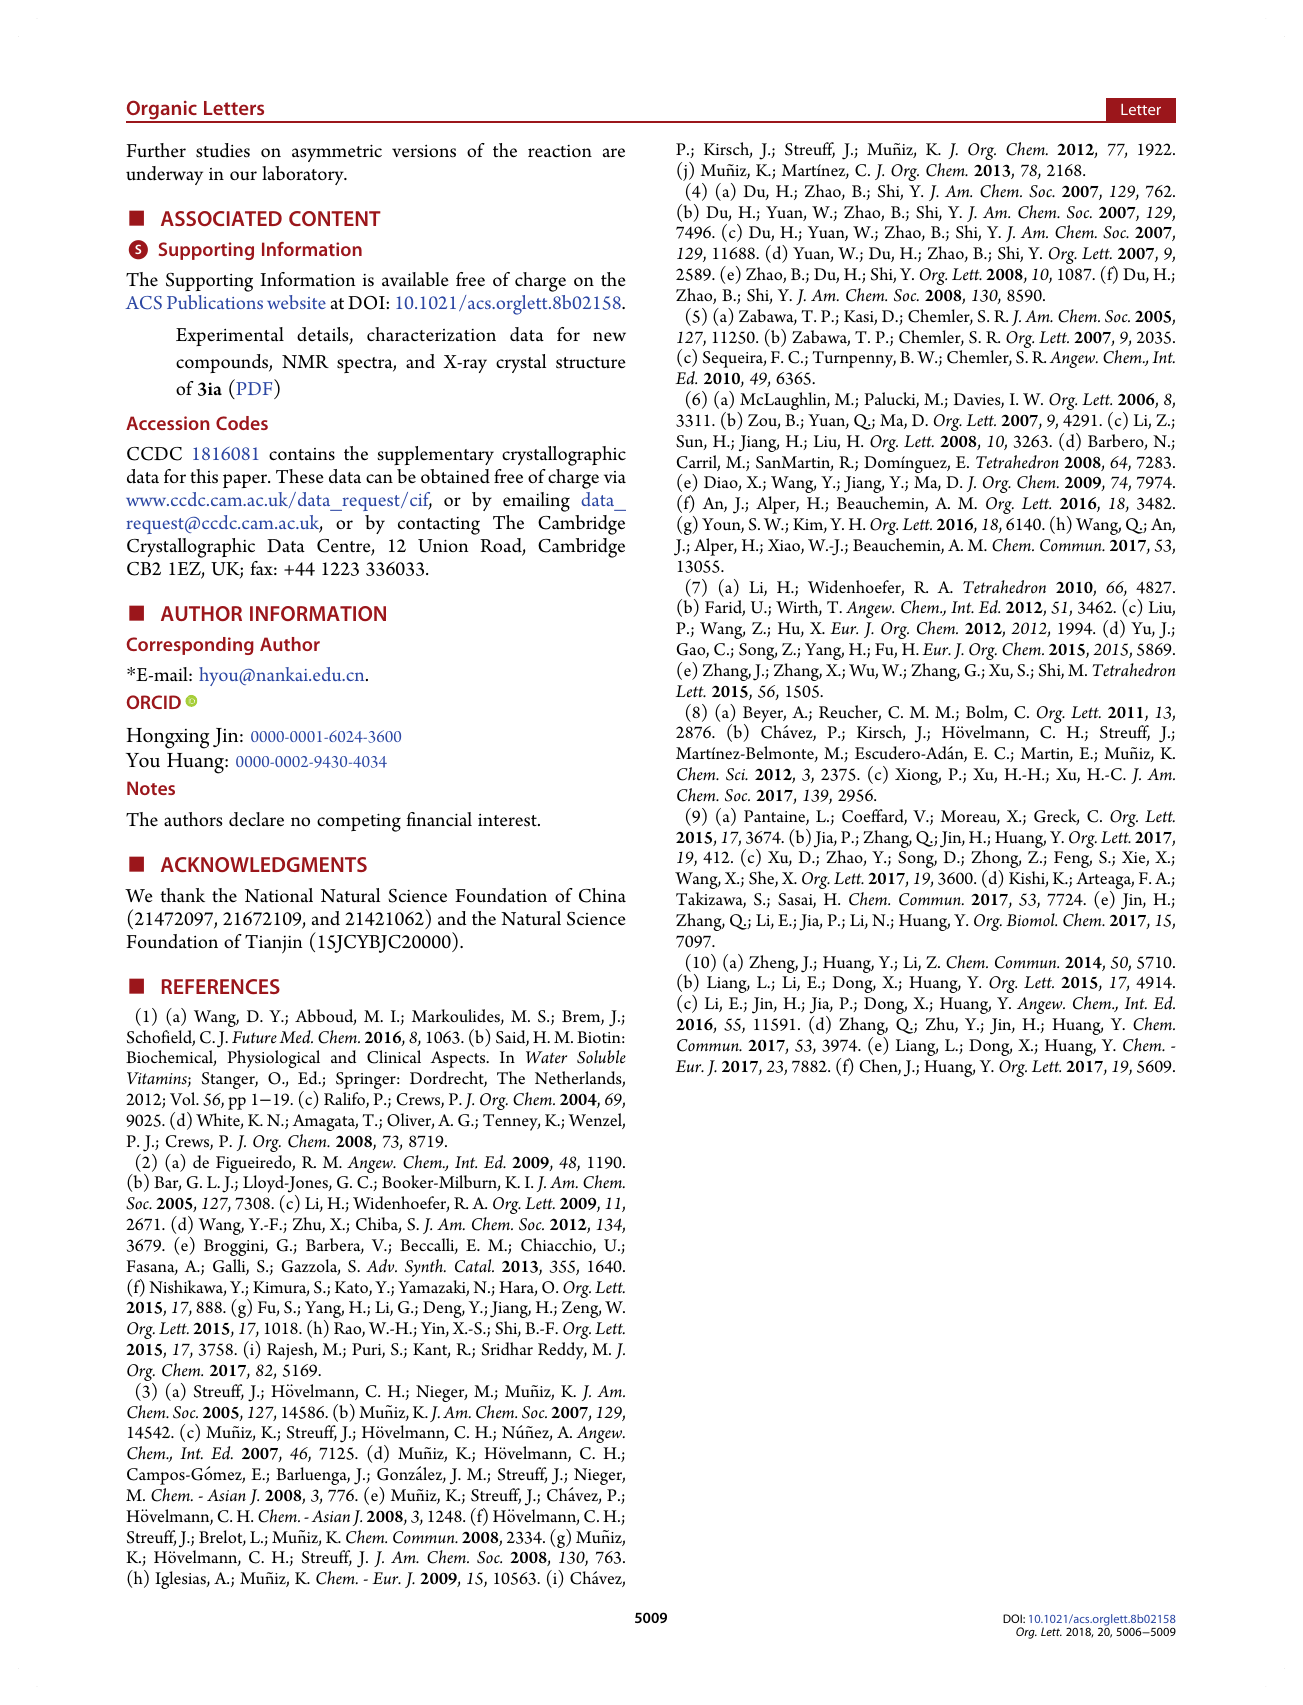 Organic Letters
Letter
Further studies on asymmetric versions of the reaction are
underway in our laboratory.
■ ASSOCIATED CONTENT
S Supporting Information
The Supporting Information is available free of charge on the
ACS Publications website at DOI: 10.1021/acs.orglett.8b02158.
Experimental details, characterization data for new
compounds, NMR spectra, and X-ray crystal structure
of 3ia (PDF)
Accession Codes
CCDC 1816081 contains the supplementary crystallographic
data for this paper. These data can be obtained free of charge via
www.ccdc.cam.ac.uk/data_request/cif, or by emailing data_
request@ccdc.cam.ac.uk, or by contacting The Cambridge
Crystallographic Data Centre, 12 Union Road, Cambridge
CB2 1EZ, UK; fax: +44 1223 336033.
■ AUTHOR INFORMATION
Corresponding Author
*E-mail: hyou@nankai.edu.cn.
ORCID iD
Hongxing Jin: 0000-0001-6024-3600
You Huang: 0000-0002-9430-4034
Notes
The authors declare no competing financial interest.
■ ACKNOWLEDGMENTS
We thank the National Natural Science Foundation of China
(21472097, 21672109, and 21421062) and the Natural Science
Foundation of Tianjin (15JCYBJC20000).
■ REFERENCES
(1) (a) Wang, D. Y.; Abboud, M. I.; Markoulides, M. S.; Brem, J.;
Schofield, C. J. Future Med. Chem. 2016, 8, 1063. (b) Said, H. M. Biotin:
Biochemical, Physiological and Clinical Aspects. In Water Soluble
Vitamins; Stanger, O., Ed.; Springer: Dordrecht, The Netherlands,
2012; Vol. 56, pp 1−19. (c) Ralifo, P.; Crews, P. J. Org. Chem. 2004, 69,
9025. (d) White, K. N.; Amagata, T.; Oliver, A. G.; Tenney, K.; Wenzel,
P. J.; Crews, P. J. Org. Chem. 2008, 73, 8719.
(2) (a) de Figueiredo, R. M. Angew. Chem., Int. Ed. 2009, 48, 1190.
(b) Bar, G. L. J.; Lloyd-Jones, G. C.; Booker-Milburn, K. I. J. Am. Chem.
Soc. 2005, 127, 7308. (c) Li, H.; Widenhoefer, R. A. Org. Lett. 2009, 11,
2671. (d) Wang, Y.-F.; Zhu, X.; Chiba, S. J. Am. Chem. Soc. 2012, 134,
3679. (e) Broggini, G.; Barbera, V.; Beccalli, E. M.; Chiacchio, U.;
Fasana, A.; Galli, S.; Gazzola, S. Adv. Synth. Catal. 2013, 355, 1640.
(f) Nishikawa, Y.; Kimura, S.; Kato, Y.; Yamazaki, N.; Hara, O. Org. Lett.
2015, 17, 888. (g) Fu, S.; Yang, H.; Li, G.; Deng, Y.; Jiang, H.; Zeng, W.
Org. Lett. 2015, 17, 1018. (h) Rao, W.-H.; Yin, X.-S.; Shi, B.-F. Org. Lett.
2015, 17, 3758. (i) Rajesh, M.; Puri, S.; Kant, R.; Sridhar Reddy, M. J.
Org. Chem. 2017, 82, 5169.
(3) (a) Streuff, J.; Hövelmann, C. H.; Nieger, M.; Muñiz, K. J. Am.
Chem. Soc. 2005, 127, 14586. (b) Muñiz, K. J. Am. Chem. Soc. 2007, 129,
14542. (c) Muñiz, K.; Streuff, J.; Hövelmann, C. H.; Núñez, A. Angew.
Chem., Int. Ed. 2007, 46, 7125. (d) Muñiz, K.; Hövelmann, C. H.;
Campos-Gómez, E.; Barluenga, J.; González, J. M.; Streuff, J.; Nieger,
M. Chem. - Asian J. 2008, 3, 776. (e) Muñiz, K.; Streuff, J.; Chávez, P.;
Hövelmann, C. H. Chem. - Asian J. 2008, 3, 1248. (f) Hövelmann, C. H.;
Streuff, J.; Brelot, L.; Muñiz, K. Chem. Commun. 2008, 2334. (g) Muñiz,
K.; Hövelmann, C. H.; Streuff, J. J. Am. Chem. Soc. 2008, 130, 763.
(h) Iglesias, A.; Muñiz, K. Chem. - Eur. J. 2009, 15, 10563. (i) Chávez,
P.; Kirsch, J.; Streuff, J.; Muñiz, K. J. Org. Chem. 2012, 77, 1922.
(j) Muñiz, K.; Martínez, C. J. Org. Chem. 2013, 78, 2168.
(4) (a) Du, H.; Zhao, B.; Shi, Y. J. Am. Chem. Soc. 2007, 129, 762.
(b) Du, H.; Yuan, W.; Zhao, B.; Shi, Y. J. Am. Chem. Soc. 2007, 129,
7496. (c) Du, H.; Yuan, W.; Zhao, B.; Shi, Y. J. Am. Chem. Soc. 2007,
129, 11688. (d) Yuan, W.; Du, H.; Zhao, B.; Shi, Y. Org. Lett. 2007, 9,
2589. (e) Zhao, B.; Du, H.; Shi, Y. Org. Lett. 2008, 10, 1087. (f) Du, H.;
Zhao, B.; Shi, Y. J. Am. Chem. Soc. 2008, 130, 8590.
(5) (a) Zabawa, T. P.; Kasi, D.; Chemler, S. R. J. Am. Chem. Soc. 2005,
127, 11250. (b) Zabawa, T. P.; Chemler, S. R. Org. Lett. 2007, 9, 2035.
(c) Sequeira, F. C.; Turnpenny, B. W.; Chemler, S. R. Angew. Chem., Int.
Ed. 2010, 49, 6365.
(6) (a) McLaughlin, M.; Palucki, M.; Davies, I. W. Org. Lett. 2006, 8,
3311. (b) Zou, B.; Yuan, Q.; Ma, D. Org. Lett. 2007, 9, 4291. (c) Li, Z.;
Sun, H.; Jiang, H.; Liu, H. Org. Lett. 2008, 10, 3263. (d) Barbero, N.;
Carril, M.; SanMartin, R.; Domínguez, E. Tetrahedron 2008, 64, 7283.
(e) Diao, X.; Wang, Y.; Jiang, Y.; Ma, D. J. Org. Chem. 2009, 74, 7974.
(f) An, J.; Alper, H.; Beauchemin, A. M. Org. Lett. 2016, 18, 3482.
(g) Youn, S. W.; Kim, Y. H. Org. Lett. 2016, 18, 6140. (h) Wang, Q.; An,
J.; Alper, H.; Xiao, W.-J.; Beauchemin, A. M. Chem. Commun. 2017, 53,
13055.
(7) (a) Li, H.; Widenhoefer, R. A. Tetrahedron 2010, 66, 4827.
(b) Farid, U.; Wirth, T. Angew. Chem., Int. Ed. 2012, 51, 3462. (c) Liu,
P.; Wang, Z.; Hu, X. Eur. J. Org. Chem. 2012, 2012, 1994. (d) Yu, J.;
Gao, C.; Song, Z.; Yang, H.; Fu, H. Eur. J. Org. Chem. 2015, 2015, 5869.
(e) Zhang, J.; Zhang, X.; Wu, W.; Zhang, G.; Xu, S.; Shi, M. Tetrahedron
Lett. 2015, 56, 1505.
(8) (a) Beyer, A.; Reucher, C. M. M.; Bolm, C. Org. Lett. 2011, 13,
2876. (b) Chávez, P.; Kirsch, J.; Hövelmann, C. H.; Streuff, J.;
Martínez-Belmonte, M.; Escudero-Adán, E. C.; Martin, E.; Muñiz, K.
Chem. Sci. 2012, 3, 2375. (c) Xiong, P.; Xu, H.-H.; Xu, H.-C. J. Am.
Chem. Soc. 2017, 139, 2956.
(9) (a) Pantaine, L.; Coeffard, V.; Moreau, X.; Greck, C. Org. Lett.
2015, 17, 3674. (b) Jia, P.; Zhang, Q.; Jin, H.; Huang, Y. Org. Lett. 2017,
19, 412. (c) Xu, D.; Zhao, Y.; Song, D.; Zhong, Z.; Feng, S.; Xie, X.;
Wang, X.; She, X. Org. Lett. 2017, 19, 3600. (d) Kishi, K.; Arteaga, F. A.;
Takizawa, S.; Sasai, H. Chem. Commun. 2017, 53, 7724. (e) Jin, H.;
Zhang, Q.; Li, E.; Jia, P.; Li, N.; Huang, Y. Org. Biomol. Chem. 2017, 15,
7097.
(10) (a) Zheng, J.; Huang, Y.; Li, Z. Chem. Commun. 2014, 50, 5710.
(b) Liang, L.; Li, E.; Dong, X.; Huang, Y. Org. Lett. 2015, 17, 4914.
(c) Li, E.; Jin, H.; Jia, P.; Dong, X.; Huang, Y. Angew. Chem., Int. Ed.
2016, 55, 11591. (d) Zhang, Q.; Zhu, Y.; Jin, H.; Huang, Y. Chem.
Commun. 2017, 53, 3974. (e) Liang, L.; Dong, X.; Huang, Y. Chem. -
Eur. J. 2017, 23, 7882. (f) Chen, J.; Huang, Y. Org. Lett. 2017, 19, 5609.
5009
DOI: 10.1021/acs.orglett.8b02158
Org. Lett. 2018, 20, 5006−5009